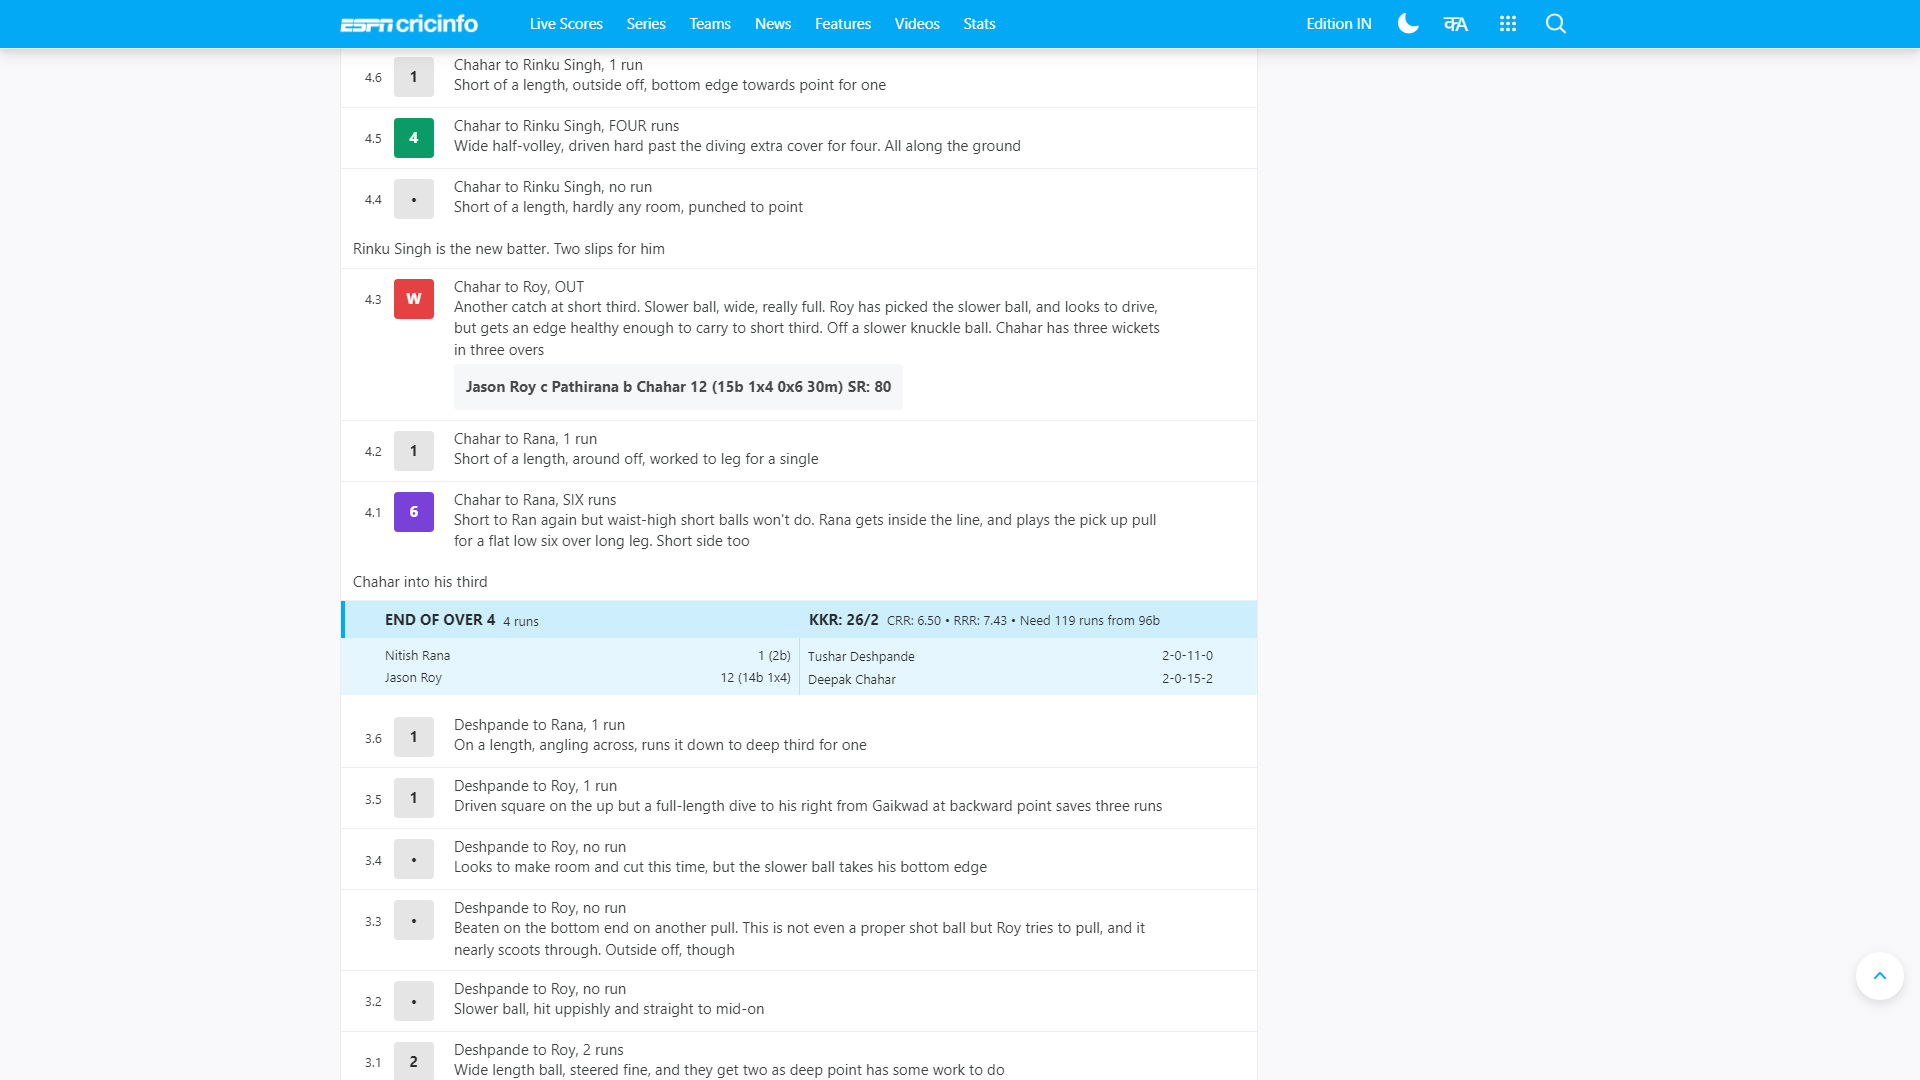 ESPN cricinfo Live Scores Series Teams News Features Videos Stats Edition IN क A
4.6 1 Chahar to Rinku Singh, 1 run
Short of a length, outside off, bottom edge towards point for one
4.5 4 Chahar to Rinku Singh, FOUR runs
Wide half-volley, driven hard past the diving extra cover for four. All along the ground
4.4 • Chahar to Rinku Singh, no run
Short of a length, hardly any room, punched to point
Rinku Singh is the new batter. Two slips for him
4.3 W Chahar to Roy, OUT
Another catch at short third. Slower ball, wide, really full. Roy has picked the slower ball, and looks to drive,
but gets an edge healthy enough to carry to short third. Off a slower knuckle ball. Chahar has three wickets
in three overs
Jason Roy c Pathirana b Chahar 12 (15b 1x4 0x6 30m) SR: 80
4.2 1 Chahar to Rana, 1 run
Short of a length, around off, worked to leg for a single
4.1 6 Chahar to Rana, SIX runs
Short to Ran again but waist-high short balls won't do. Rana gets inside the line, and plays the pick up pull
for a flat low six over long leg. Short side too
Chahar into his third
END OF OVER 4 4 runs KKR: 26/2 CRR: 6.50 • RRR: 7.43 • Need 119 runs from 96b
Nitish Rana 1 (2b) Tushar Deshpande 2-0-11-0
Jason Roy 12 (14b 1x4) Deepak Chahar 2-0-15-2
3.6 1 Deshpande to Rana, 1 run
On a length, angling across, runs it down to deep third for one
3.5 1 Deshpande to Roy, 1 run
Driven square on the up but a full-length dive to his right from Gaikwad at backward point saves three runs
3.4 • Deshpande to Roy, no run
Looks to make room and cut this time, but the slower ball takes his bottom edge
3.3 • Deshpande to Roy, no run
Beaten on the bottom end on another pull. This is not even a proper shot ball but Roy tries to pull, and it
nearly scoots through. Outside off, though
3.2 • Deshpande to Roy, no run
Slower ball, hit uppishly and straight to mid-on
3.1 2 Deshpande to Roy, 2 runs
Wide length ball, steered fine, and they get two as deep point has some work to do